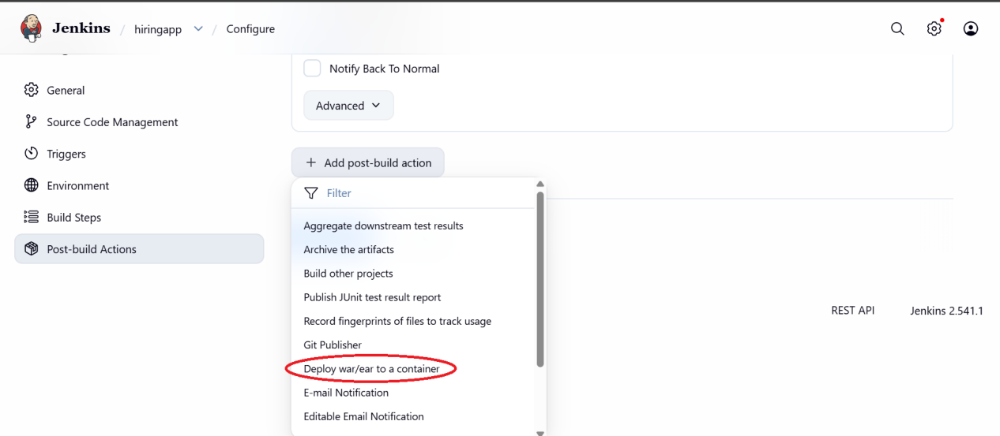 Jenkins / hiringapp / Configure
Notify Back To Normal
General
Advanced
Source Code Management
Triggers
Add post-build action
Environment
Filter
Build Steps
Aggregate downstream test results
Post-build Actions
Archive the artifacts
Build other projects
Publish JUnit test result report
REST API
Jenkins 2.541.1
Record fingerprints of files to track usage
Git Publisher
Deploy war/ear to a container
E-mail Notification
Editable Email Notification